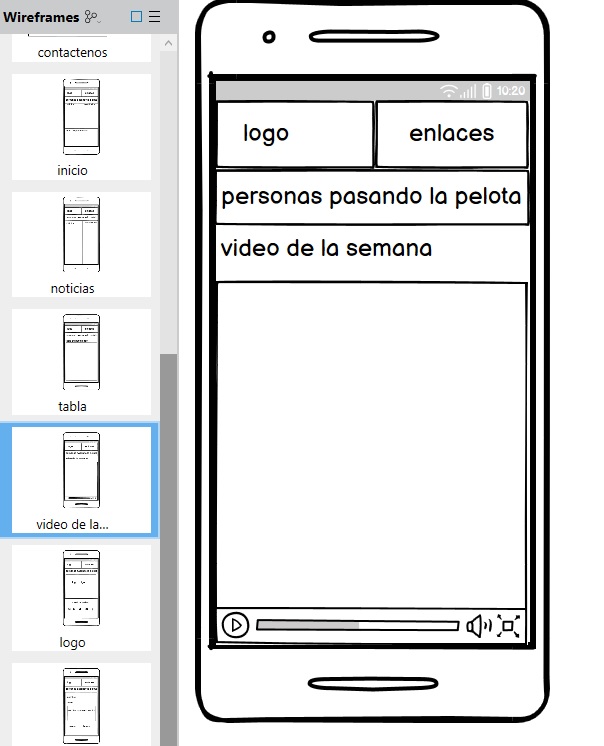 Wireframes
contactenos
inicio
noticias
tabla
video de la...
logo
10:20
logo
enlaces
personas pasando la pelota
video de la semana